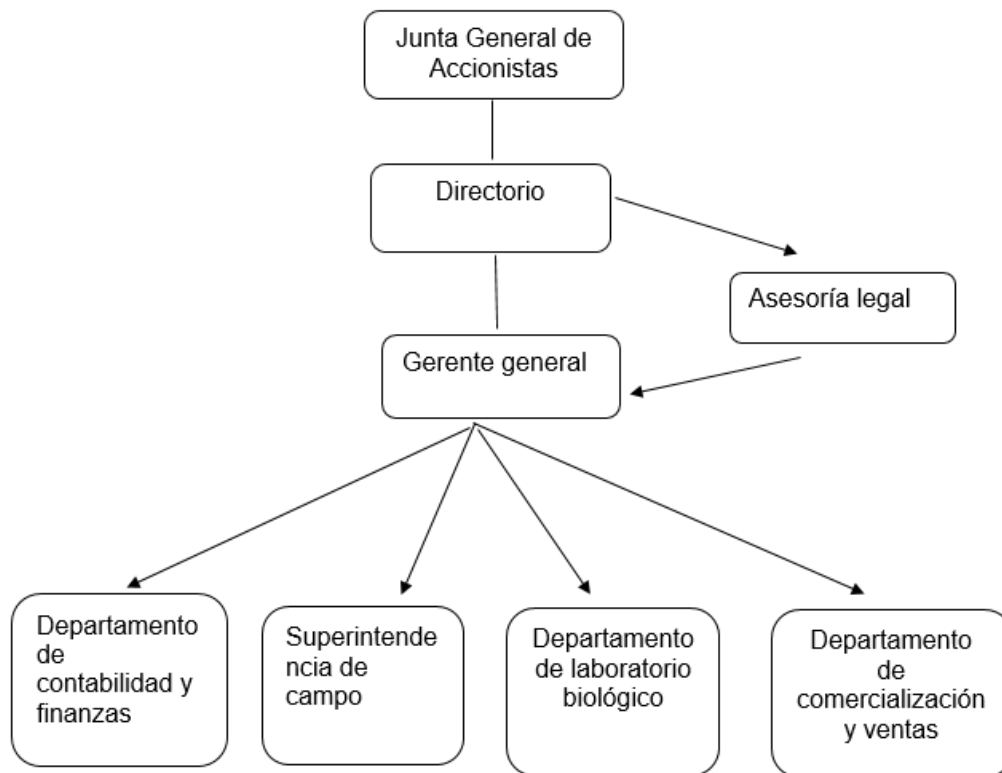 Junta General de
Accionistas
Directorio
Asesoría legal
Gerente general
Departamento
de
contabilidad y
finanzas
Superintende
ncia de
campo
Departamento
de laboratorio
biológico
Departamento
de
comercialización
y ventas